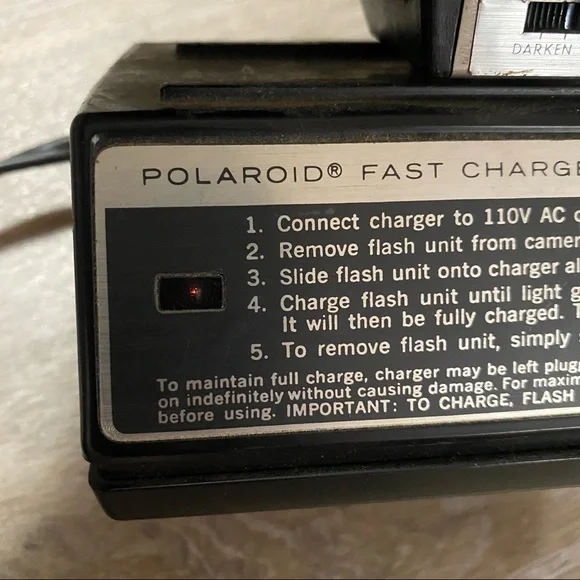 DARKEN
POLAROID® FAST CHARGE
1. Connect charger to 110V AC
2. Remove flash unit from camer
3. Slide flash unit onto charger al
4. Charge flash unit until light g
It will then be fully charged. T
5. To remove flash unit, simply
To maintain full charge, charger may be left plug
on indefinitely without causing damage. For maxim
before using. IMPORTANT: TO CHARGE, FLASH